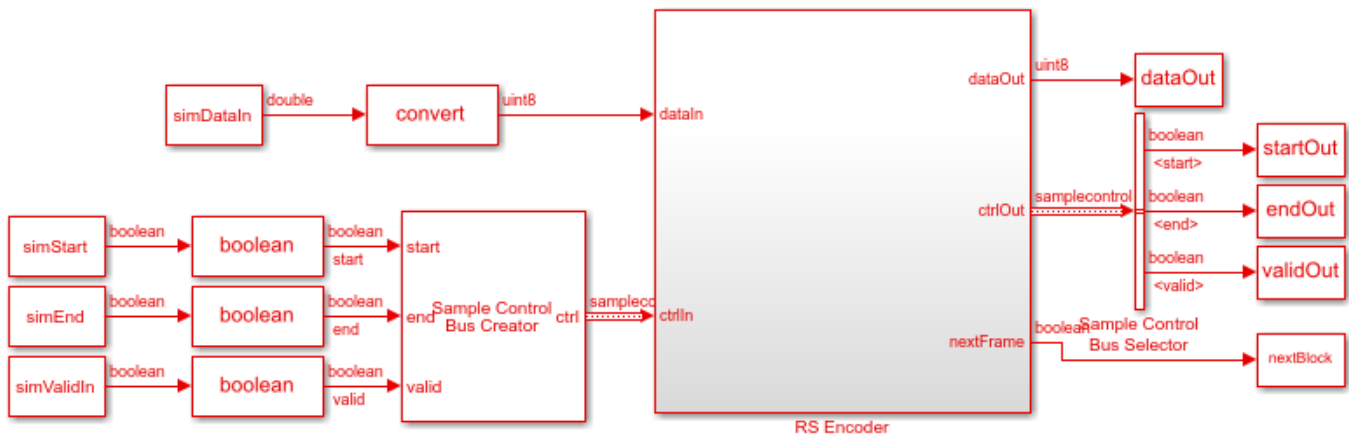 simDataIn
double
convert
uint8
dataIn
dataOut
uint8
dataOut
boolean
<start>
startOut
ctrlOut
samplecontrol
boolean
<end>
endOut
boolean
<valid>
validOut
Sample Control
Bus Selector
nextFrame
boolean
nextBlock
simStart
boolean
boolean
boolean
start
start
simEnd
boolean
boolean
boolean
end
end
Sample Control
Bus Creator
ctrl
sampleco
ctrlIn
simValidIn
boolean
boolean
boolean
valid
valid
RS Encoder